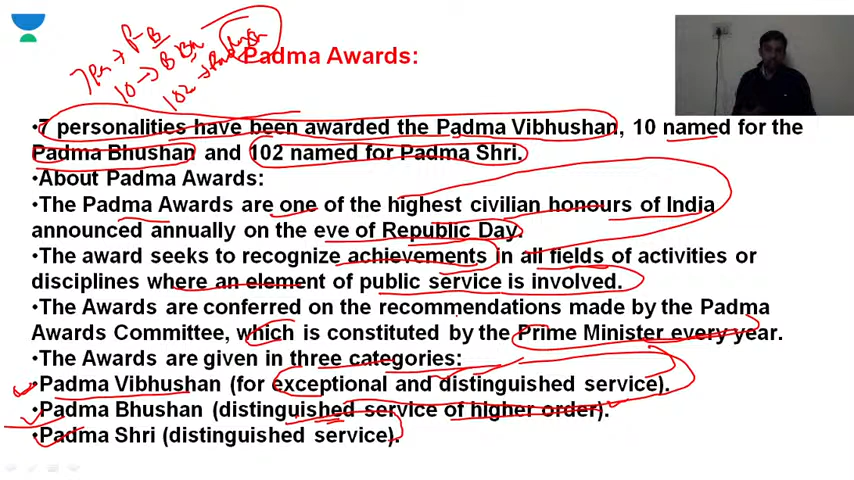 Padma Awards:
10 →
102 →
•7 personalities have been awarded the Padma Vibhushan, 10 named for the
Padma Bhushan and 102 named for Padma Shri.
•About Padma Awards:
•The Padma Awards are one of the highest civilian honours of India
announced annually on the eve of Republic Day.
•The award seeks to recognize achievements in all fields of activities or
disciplines where an element of public service is involved.
•The Awards are conferred on the recommendations made by the Padma
Awards Committee, which is constituted by the Prime Minister every year.
•The Awards are given in three categories:
•Padma Vibhushan (for exceptional and distinguished service).
•Padma Bhushan (distinguished service of higher order).
•Padma Shri (distinguished service).